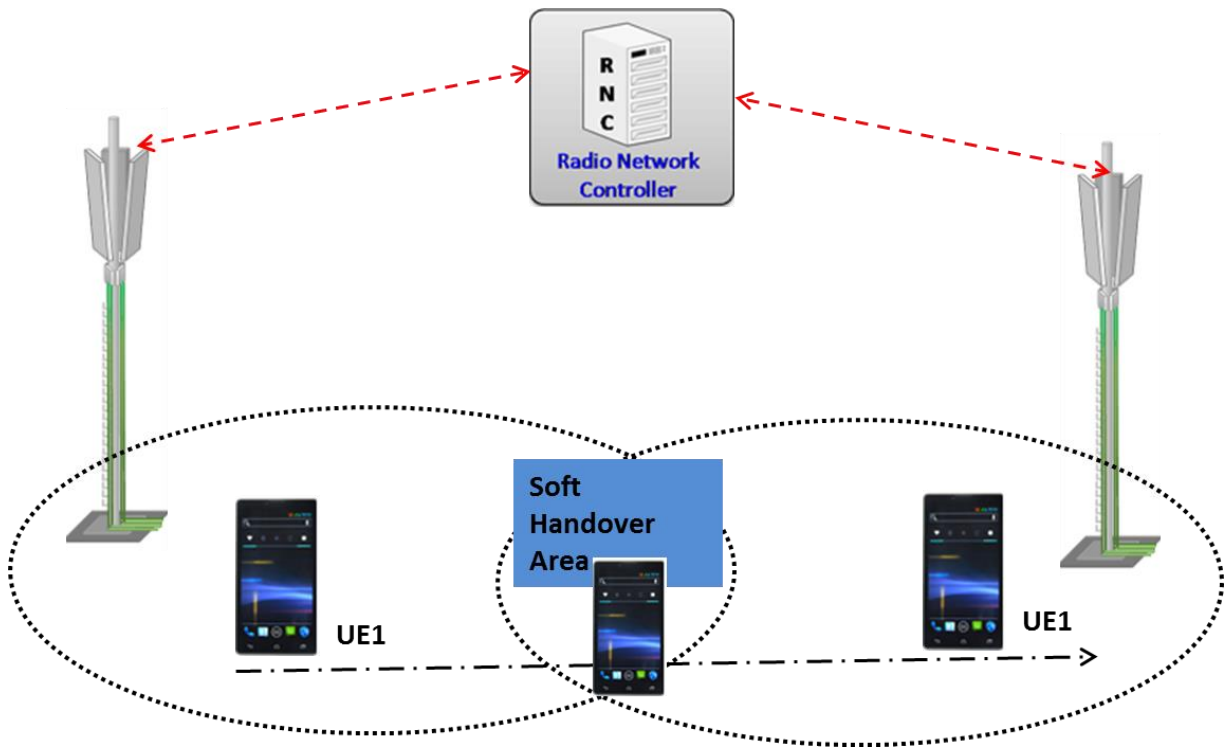 R
N
C
Radio Network
Controller
Soft
Handover
Area
UE1
UE1